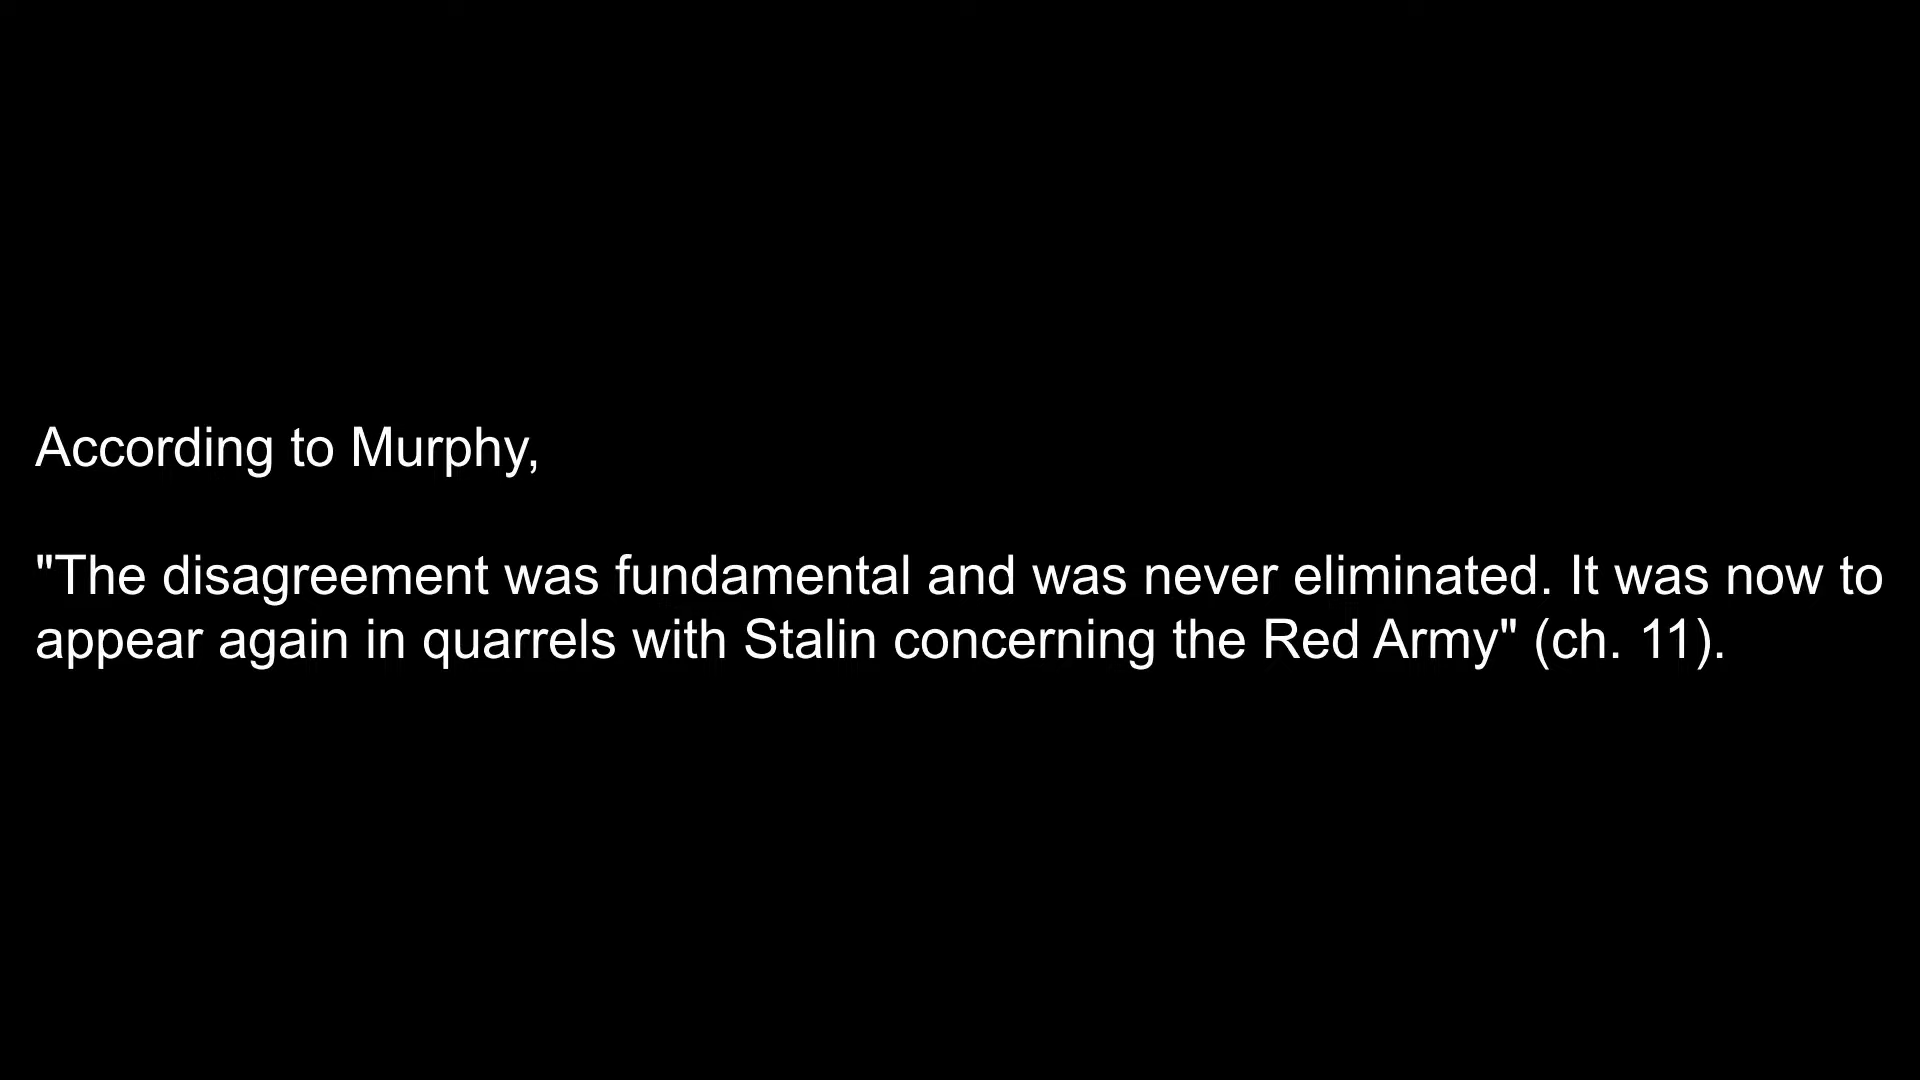 According to Murphy,
"The disagreement was fundamental and was never eliminated. It was now to
appear again in quarrels with Stalin concerning the Red Army" (ch. 11).